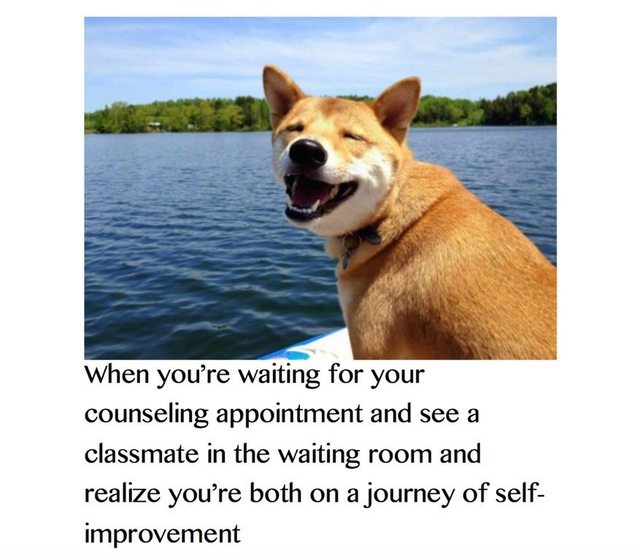 When you’re waiting for your
counseling appointment and see a
classmate in the waiting room and
realize you’re both on a journey of self-
improvement